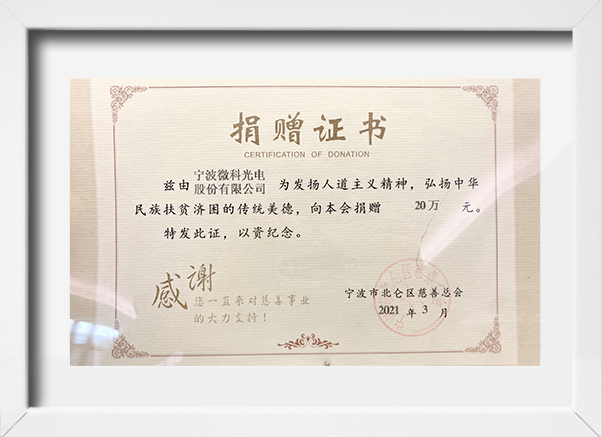 捐赠证书
CERTIFICATION OF DONATION
兹由宁波微科光电股份有限公司为发扬人道主义精神，弘扬中华
民族扶贫济困的传统美德，向本会捐赠 20万 元。
特发此证，以资纪念。
感谢
您一直来对慈善事业
的大力支持！
宁波市北仑区慈善总会
2021 年 3 月